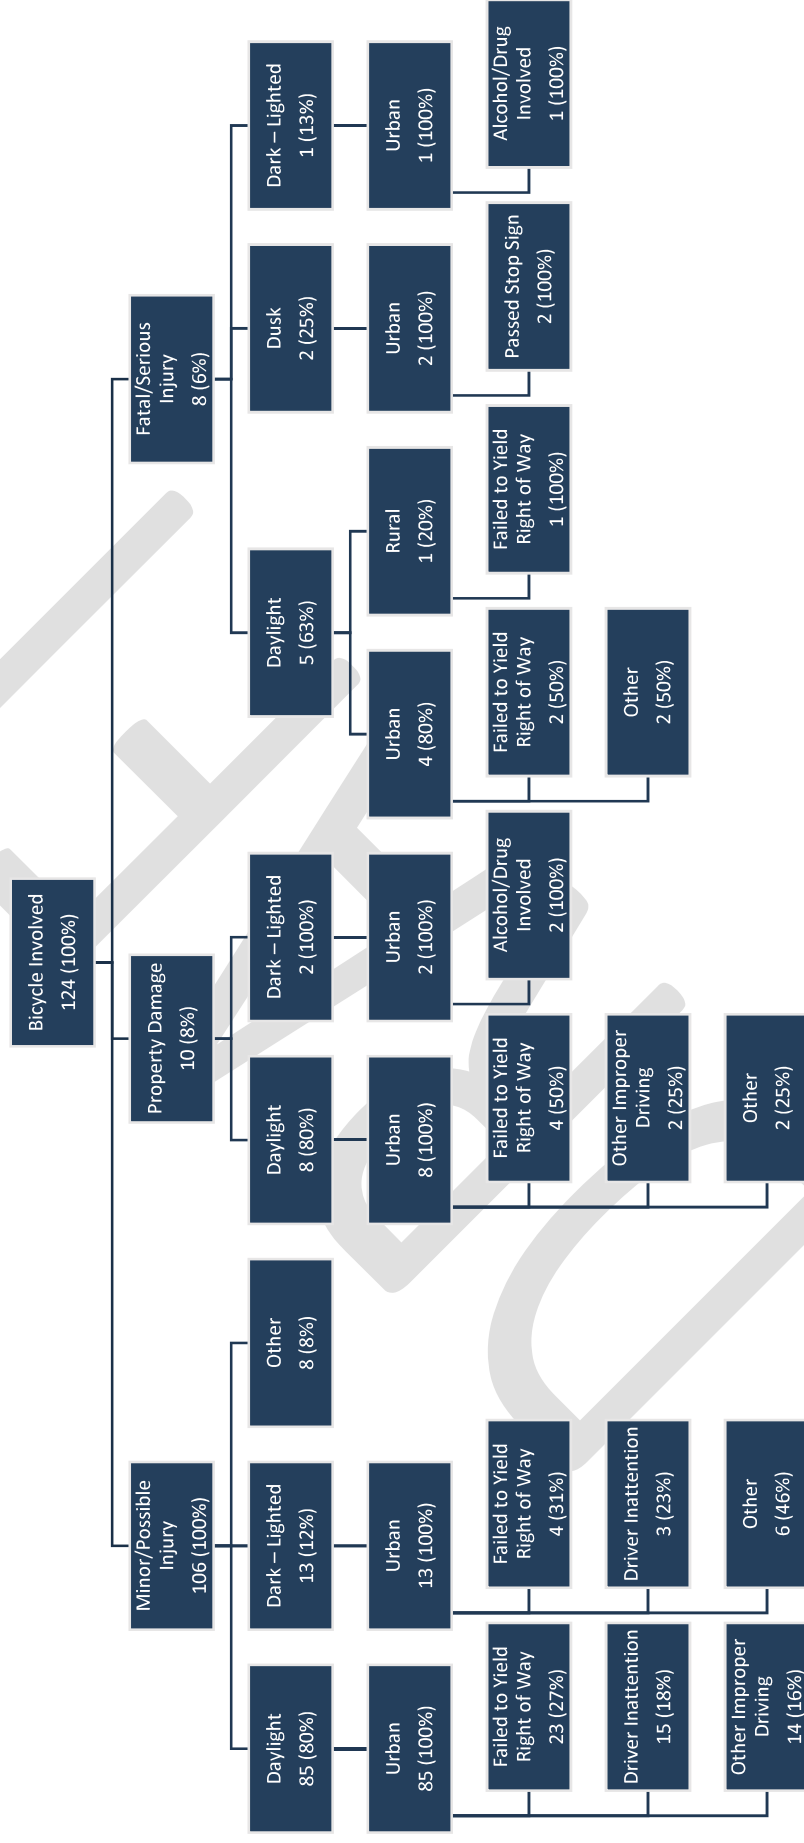 Bicycle Involved
124 (100%)
Minor/Possible
Injury
106 (100%)
Property Damage
10 (8%)
Fatal/Serious
Injury
8 (6%)
Daylight
85 (80%)
Dark – Lighted
13 (12%)
Other
8 (8%)
Daylight
8 (80%)
Dark – Lighted
2 (100%)
Daylight
5 (63%)
Dusk
2 (25%)
Dark – Lighted
1 (13%)
Urban
85 (100%)
Urban
13 (100%)
Urban
8 (100%)
Urban
2 (100%)
Urban
4 (80%)
Rural
1 (20%)
Urban
2 (100%)
Urban
1 (100%)
Failed to Yield
Right of Way
23 (27%)
Failed to Yield
Right of Way
4 (31%)
Failed to Yield
Right of Way
4 (50%)
Alcohol/Drug
Involved
2 (100%)
Failed to Yield
Right of Way
2 (50%)
Failed to Yield
Right of Way
1 (100%)
Passed Stop Sign
2 (100%)
Alcohol/Drug
Involved
1 (100%)
Driver Inattention
15 (18%)
Driver Inattention
3 (23%)
Other Improper
Driving
2 (25%)
Other
2 (50%)
Other Improper
Driving
14 (16%)
Other
6 (46%)
Other
2 (25%)